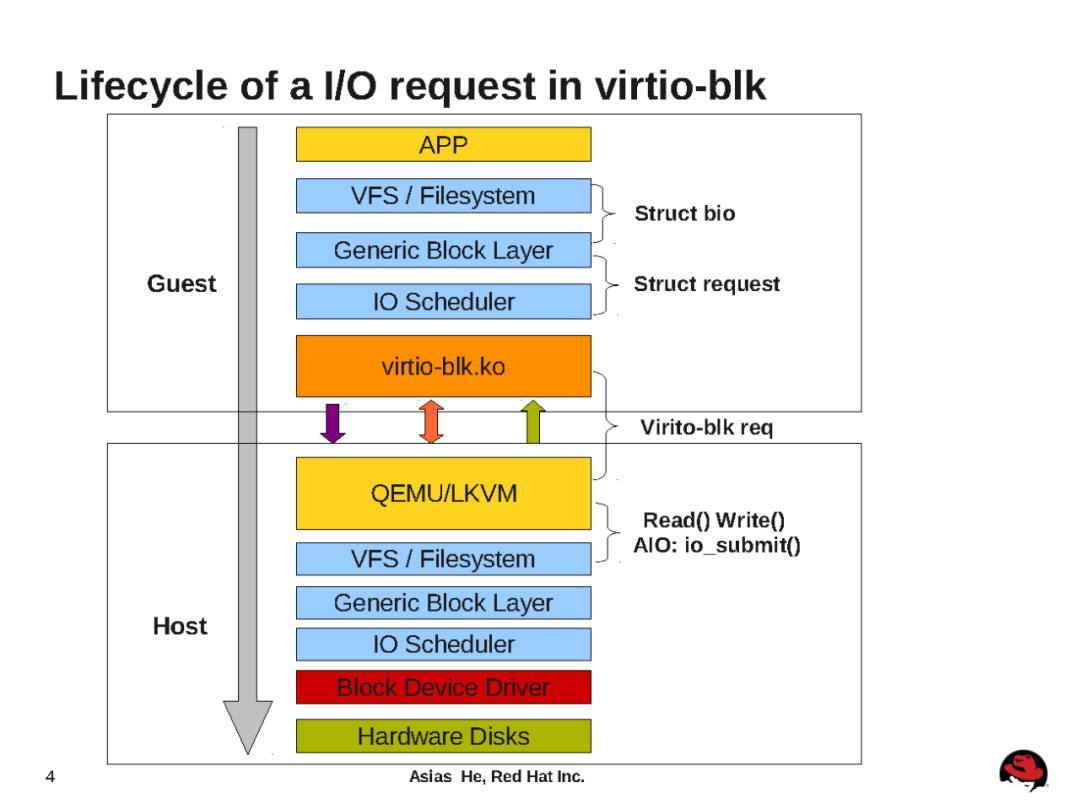 Lifecycle of a I/O request in virtio-blk
APP
VFS / Filesystem
Struct bio
Generic Block Layer
Guest
Struct request
IO Scheduler
virtio-blk.ko
Virito-blk req
QEMU/LKVM
Read() Write()
AIO: io_submit()
VFS / Filesystem
Generic Block Layer
Host
IO Scheduler
Block Device Driver
Hardware Disks
4
Asias He, Red Hat Inc.